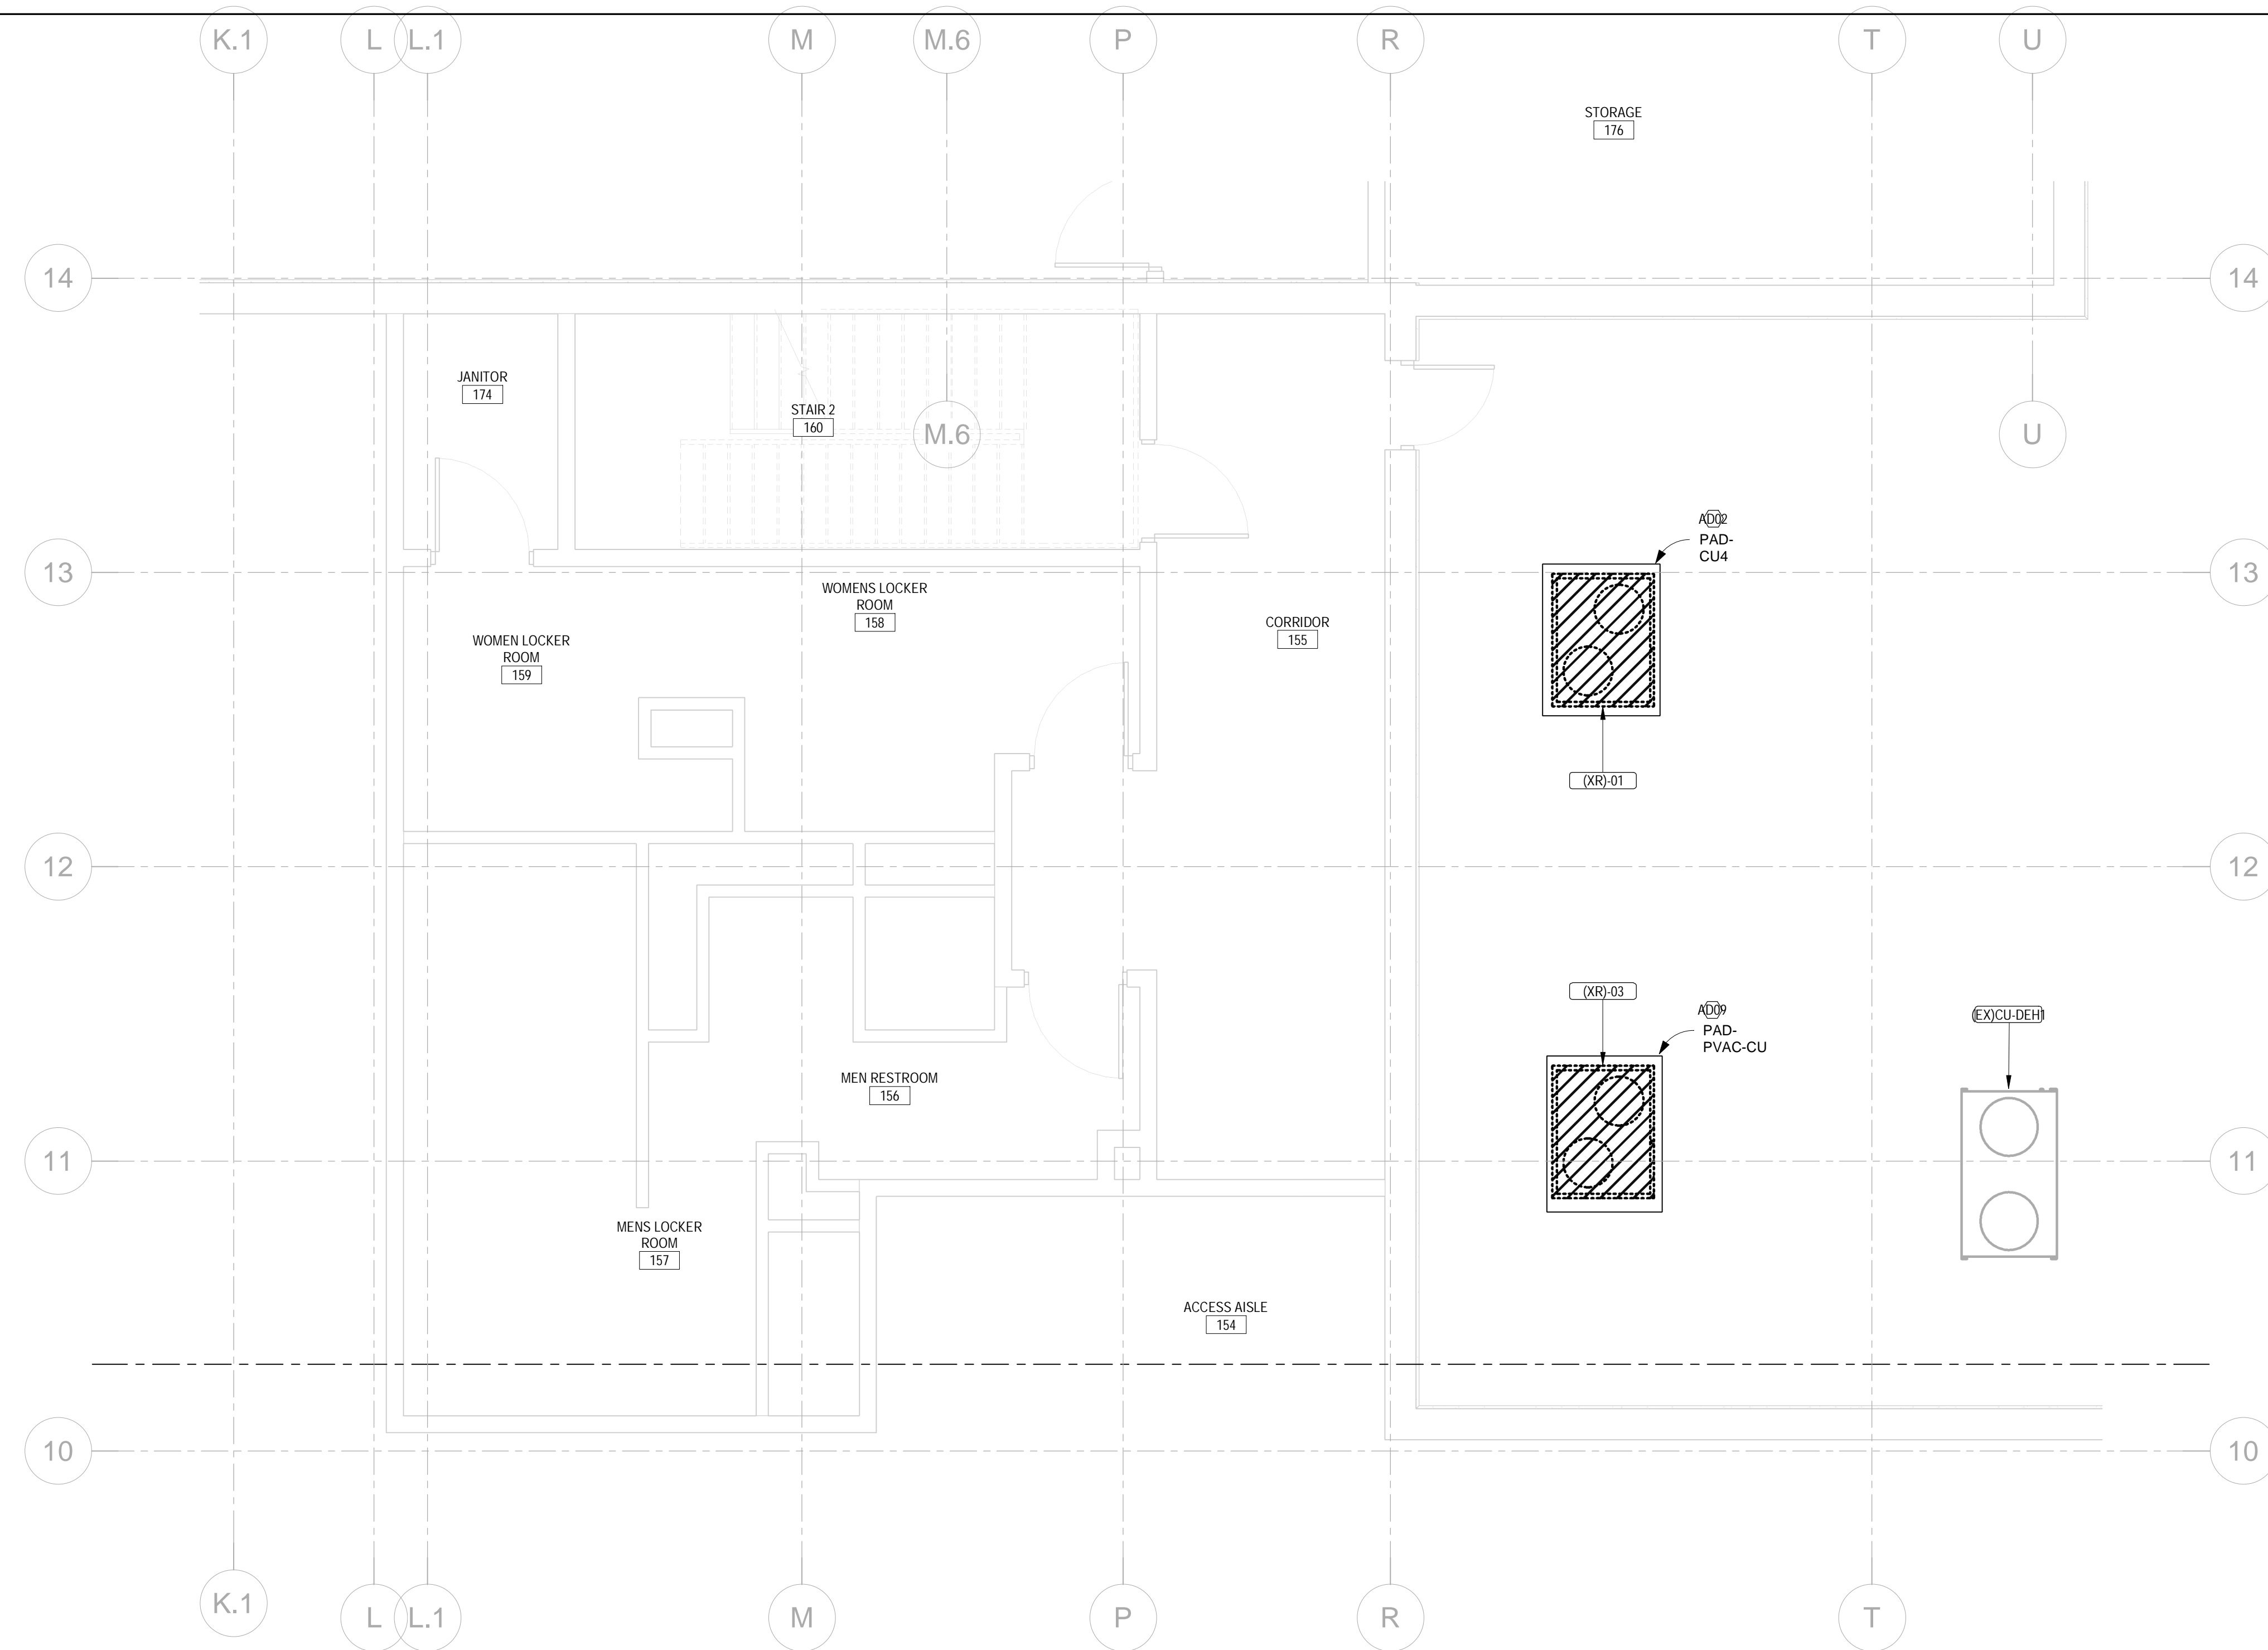 K.1
L
L.1
M
M.6
P
R
T
U
STORAGE
176
14
14
JANITOR
174
STAIR 2
160
M.6
U
AD02
PAD-
CU4
13
13
WOMENS LOCKER
ROOM
158
WOMEN LOCKER
ROOM
159
CORRIDOR
155
(XR)-01
12
12
(XR)-03
AD09
PAD-
PVAC-CU
(EX)CU-DEH1
MEN RESTROOM
156
11
11
MENS LOCKER
ROOM
157
ACCESS AISLE
154
10
10
K.1
L
L.1
M
P
R
T